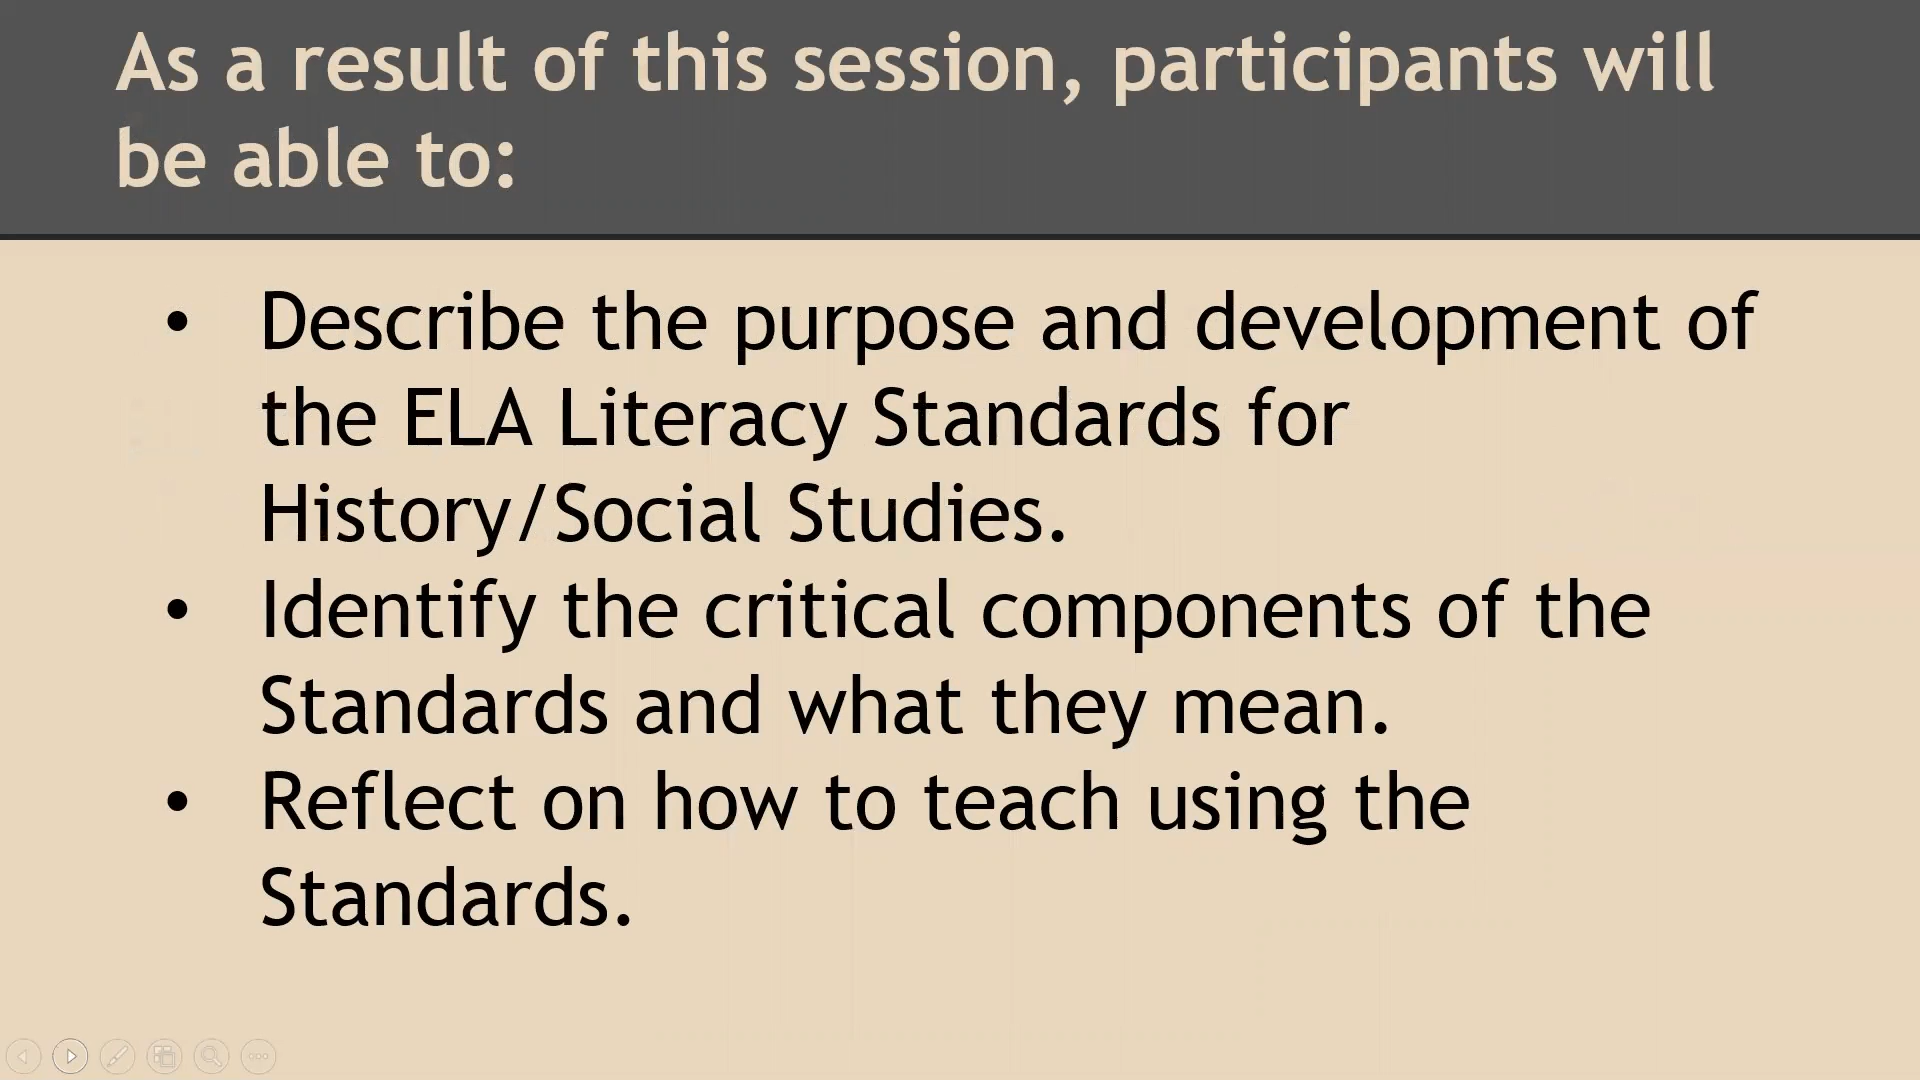 As a result of this session, participants will
be able to:
• Describe the purpose and development of
the ELA Literacy Standards for
History/Social Studies.
• Identify the critical components of the
Standards and what they mean.
• Reflect on how to teach using the
Standards.